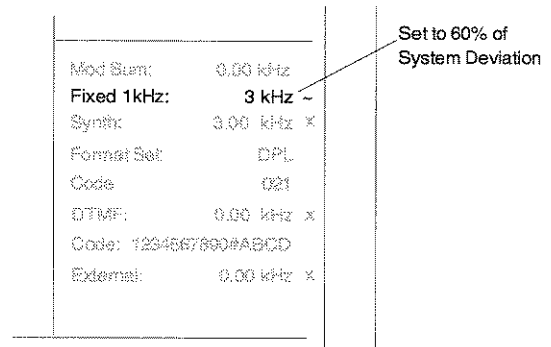 Set to 60% of
System Deviation
Mod Sum: 0.00 kHz
Fixed 1kHz: 3 kHz ~
Synth: 3.00 kHz x
Format Sel: DPL
Code 021
DTMF: 0.00 kHz x
Code: 1234567890#ABCD
External: 0.00 kHz x